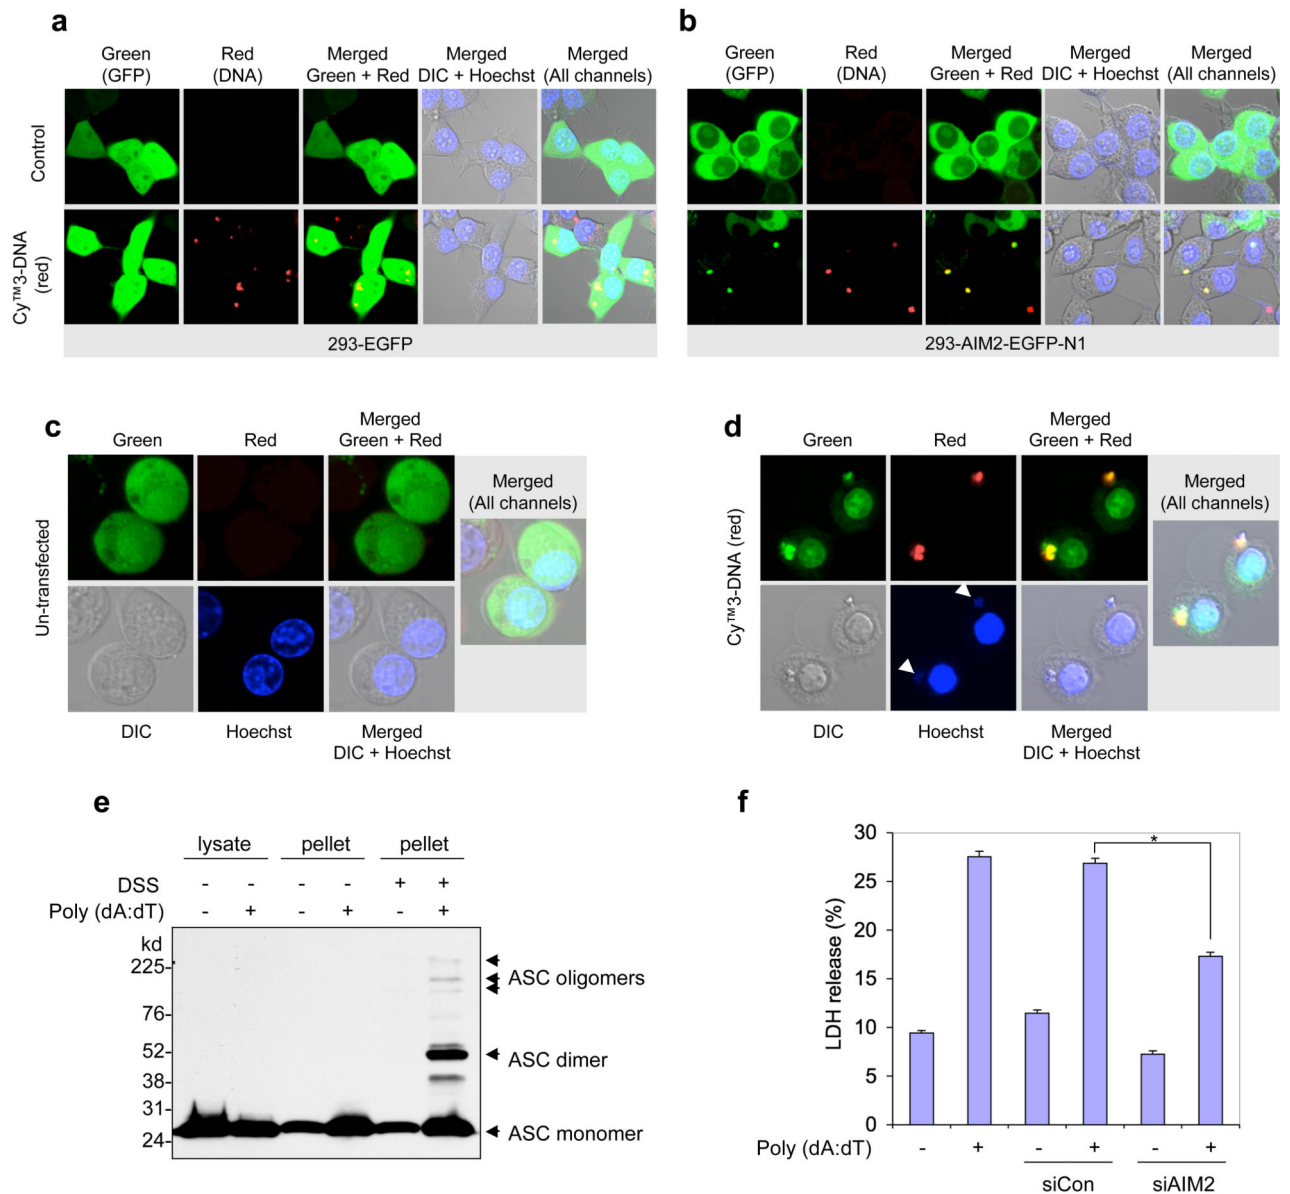 a
Green (GFP)
Red (DNA)
Merged Green + Red
Merged DIC + Hoechst
Merged (All channels)
Control
Cy™3-DNA (red)
293-EGFP
b
Green (GFP)
Red (DNA)
Merged Green + Red
Merged DIC + Hoechst
Merged (All channels)
293-AIM2-EGFP-N1
c
Green
Red
Merged Green + Red
Merged (All channels)
Un-transfected
DIC
Hoechst
Merged DIC + Hoechst
d
Green
Red
Merged Green + Red
Merged (All channels)
Cy™3-DNA (red)
DIC
Hoechst
Merged DIC + Hoechst
e
lysate pellet pellet
DSS - - - - + +
Poly (dA:dT) - + - + - +
kd
225-
76-
52-
38-
31-
24-
ASC oligomers
ASC dimer
ASC monomer
f
LDH release (%)
30
25
20
15
10
5
0
*
Poly (dA:dT) - + - + - +
siCon siAIM2